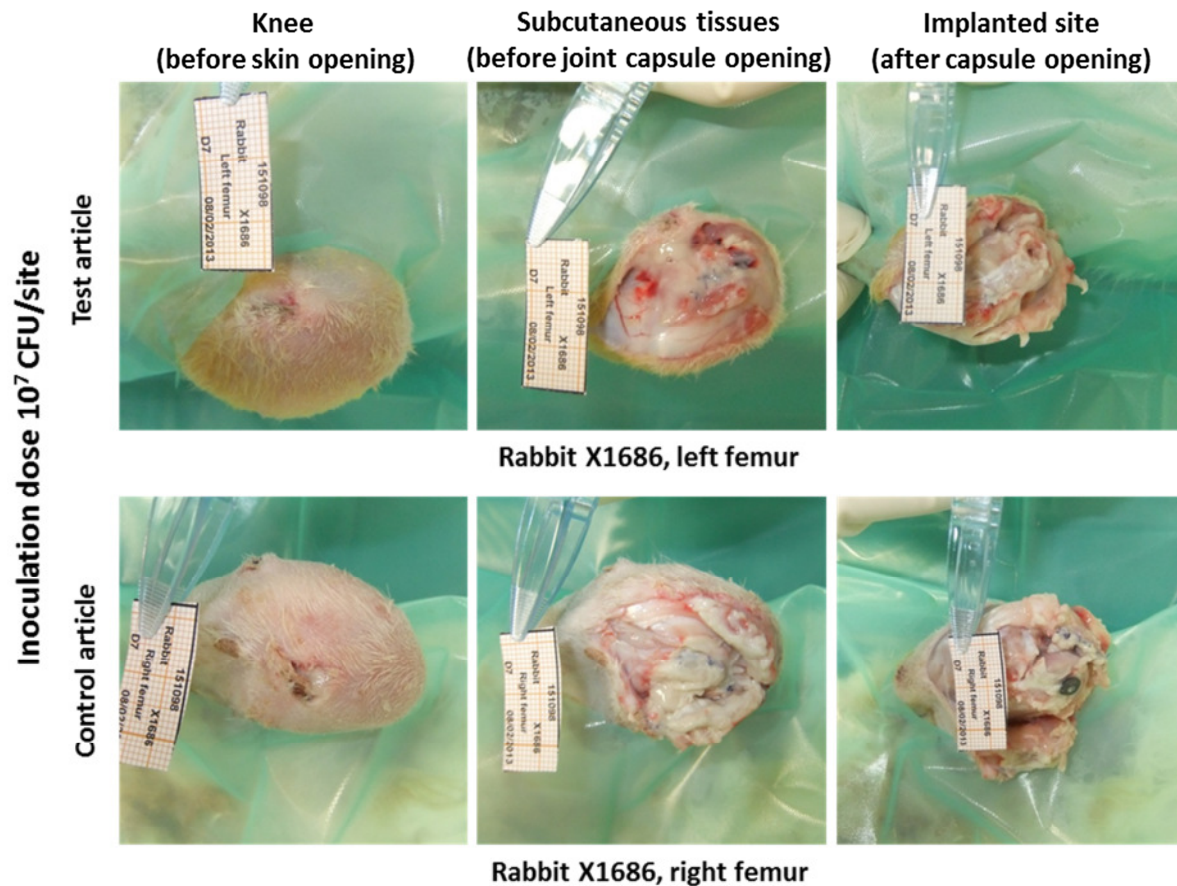 Knee
(before skin opening)
Subcutaneous tissues
(before joint capsule opening)
Implanted site
(after capsule opening)
Inoculation dose 10⁷ CFU/site
Test article
151098
Rabbit X1686
Left femur
D7 08/02/2013
151098
Rabbit X1686
Left femur
D7 08/02/2013
151098
Rabbit X1686
Left femur
D7 08/02/2013
Rabbit X1686, left femur
Control article
151098
Rabbit X1686
Right femur
D7 08/02/
151098
Rabbit X1686
Right femur
D7 08/02/2013
151098
Rabbit X1686
Right femur
D7 08/02/2013
Rabbit X1686, right femur